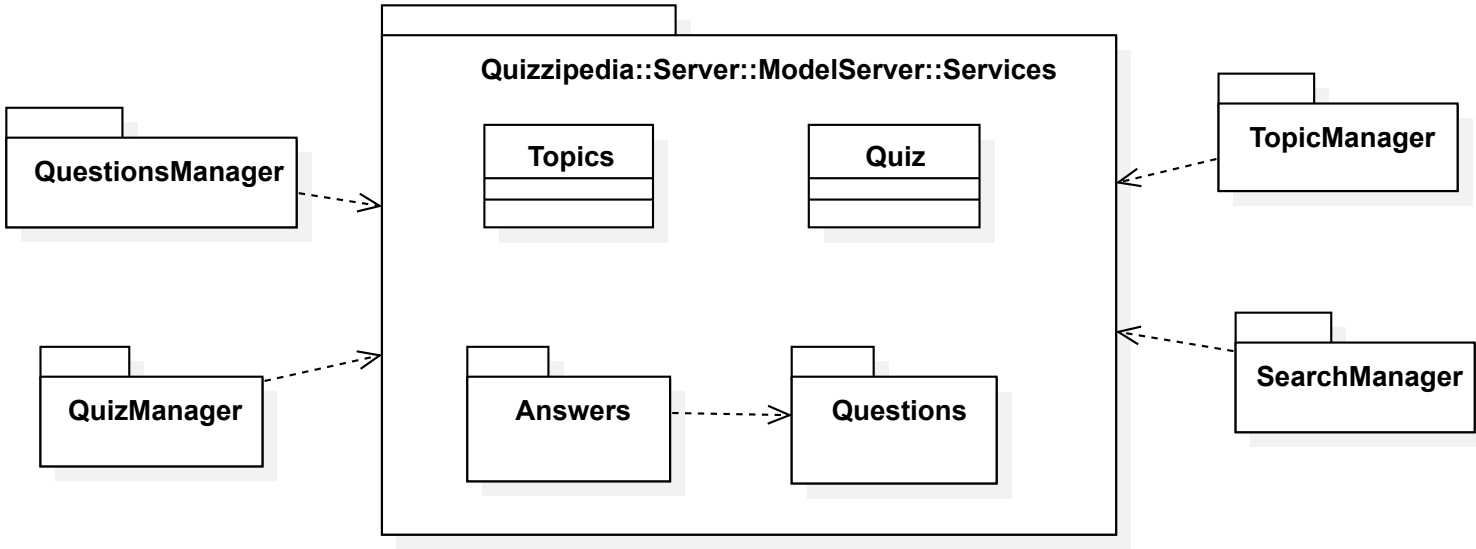 Quizzipedia::Server::ModelServer::Services
QuestionsManager
Topics
Quiz
TopicManager
QuizManager
Answers
Questions
SearchManager